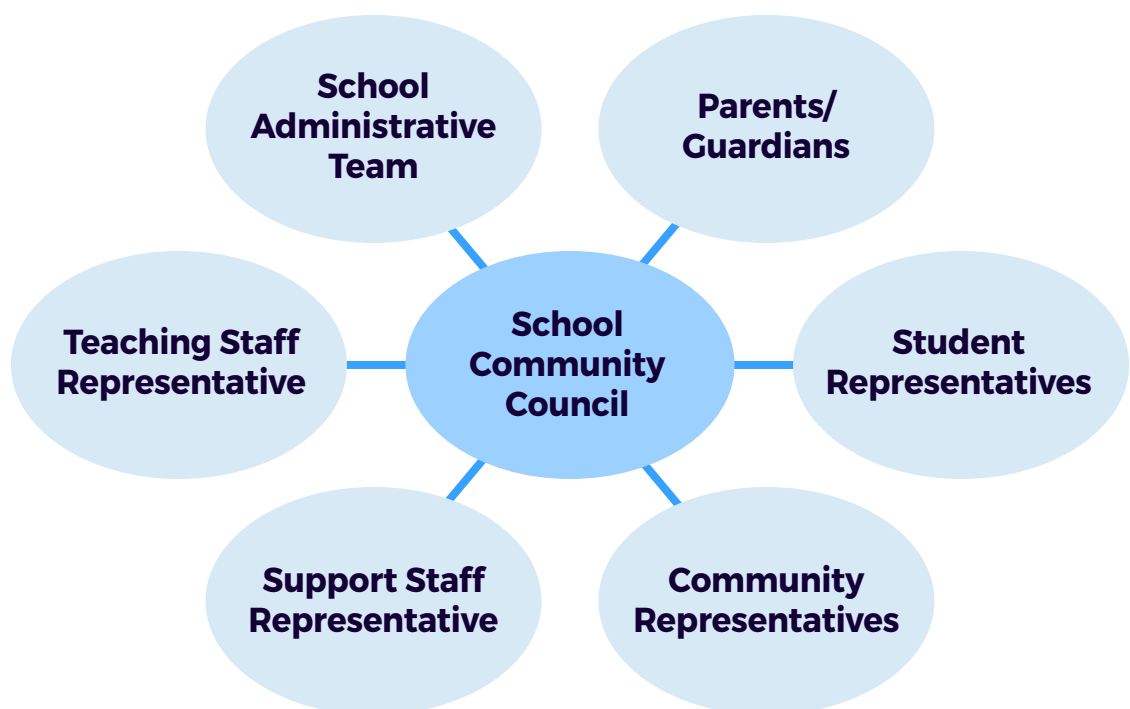 School
Administrative
Team
Parents/
Guardians
Teaching Staff
Representative
School
Community
Council
Student
Representatives
Support Staff
Representative
Community
Representatives